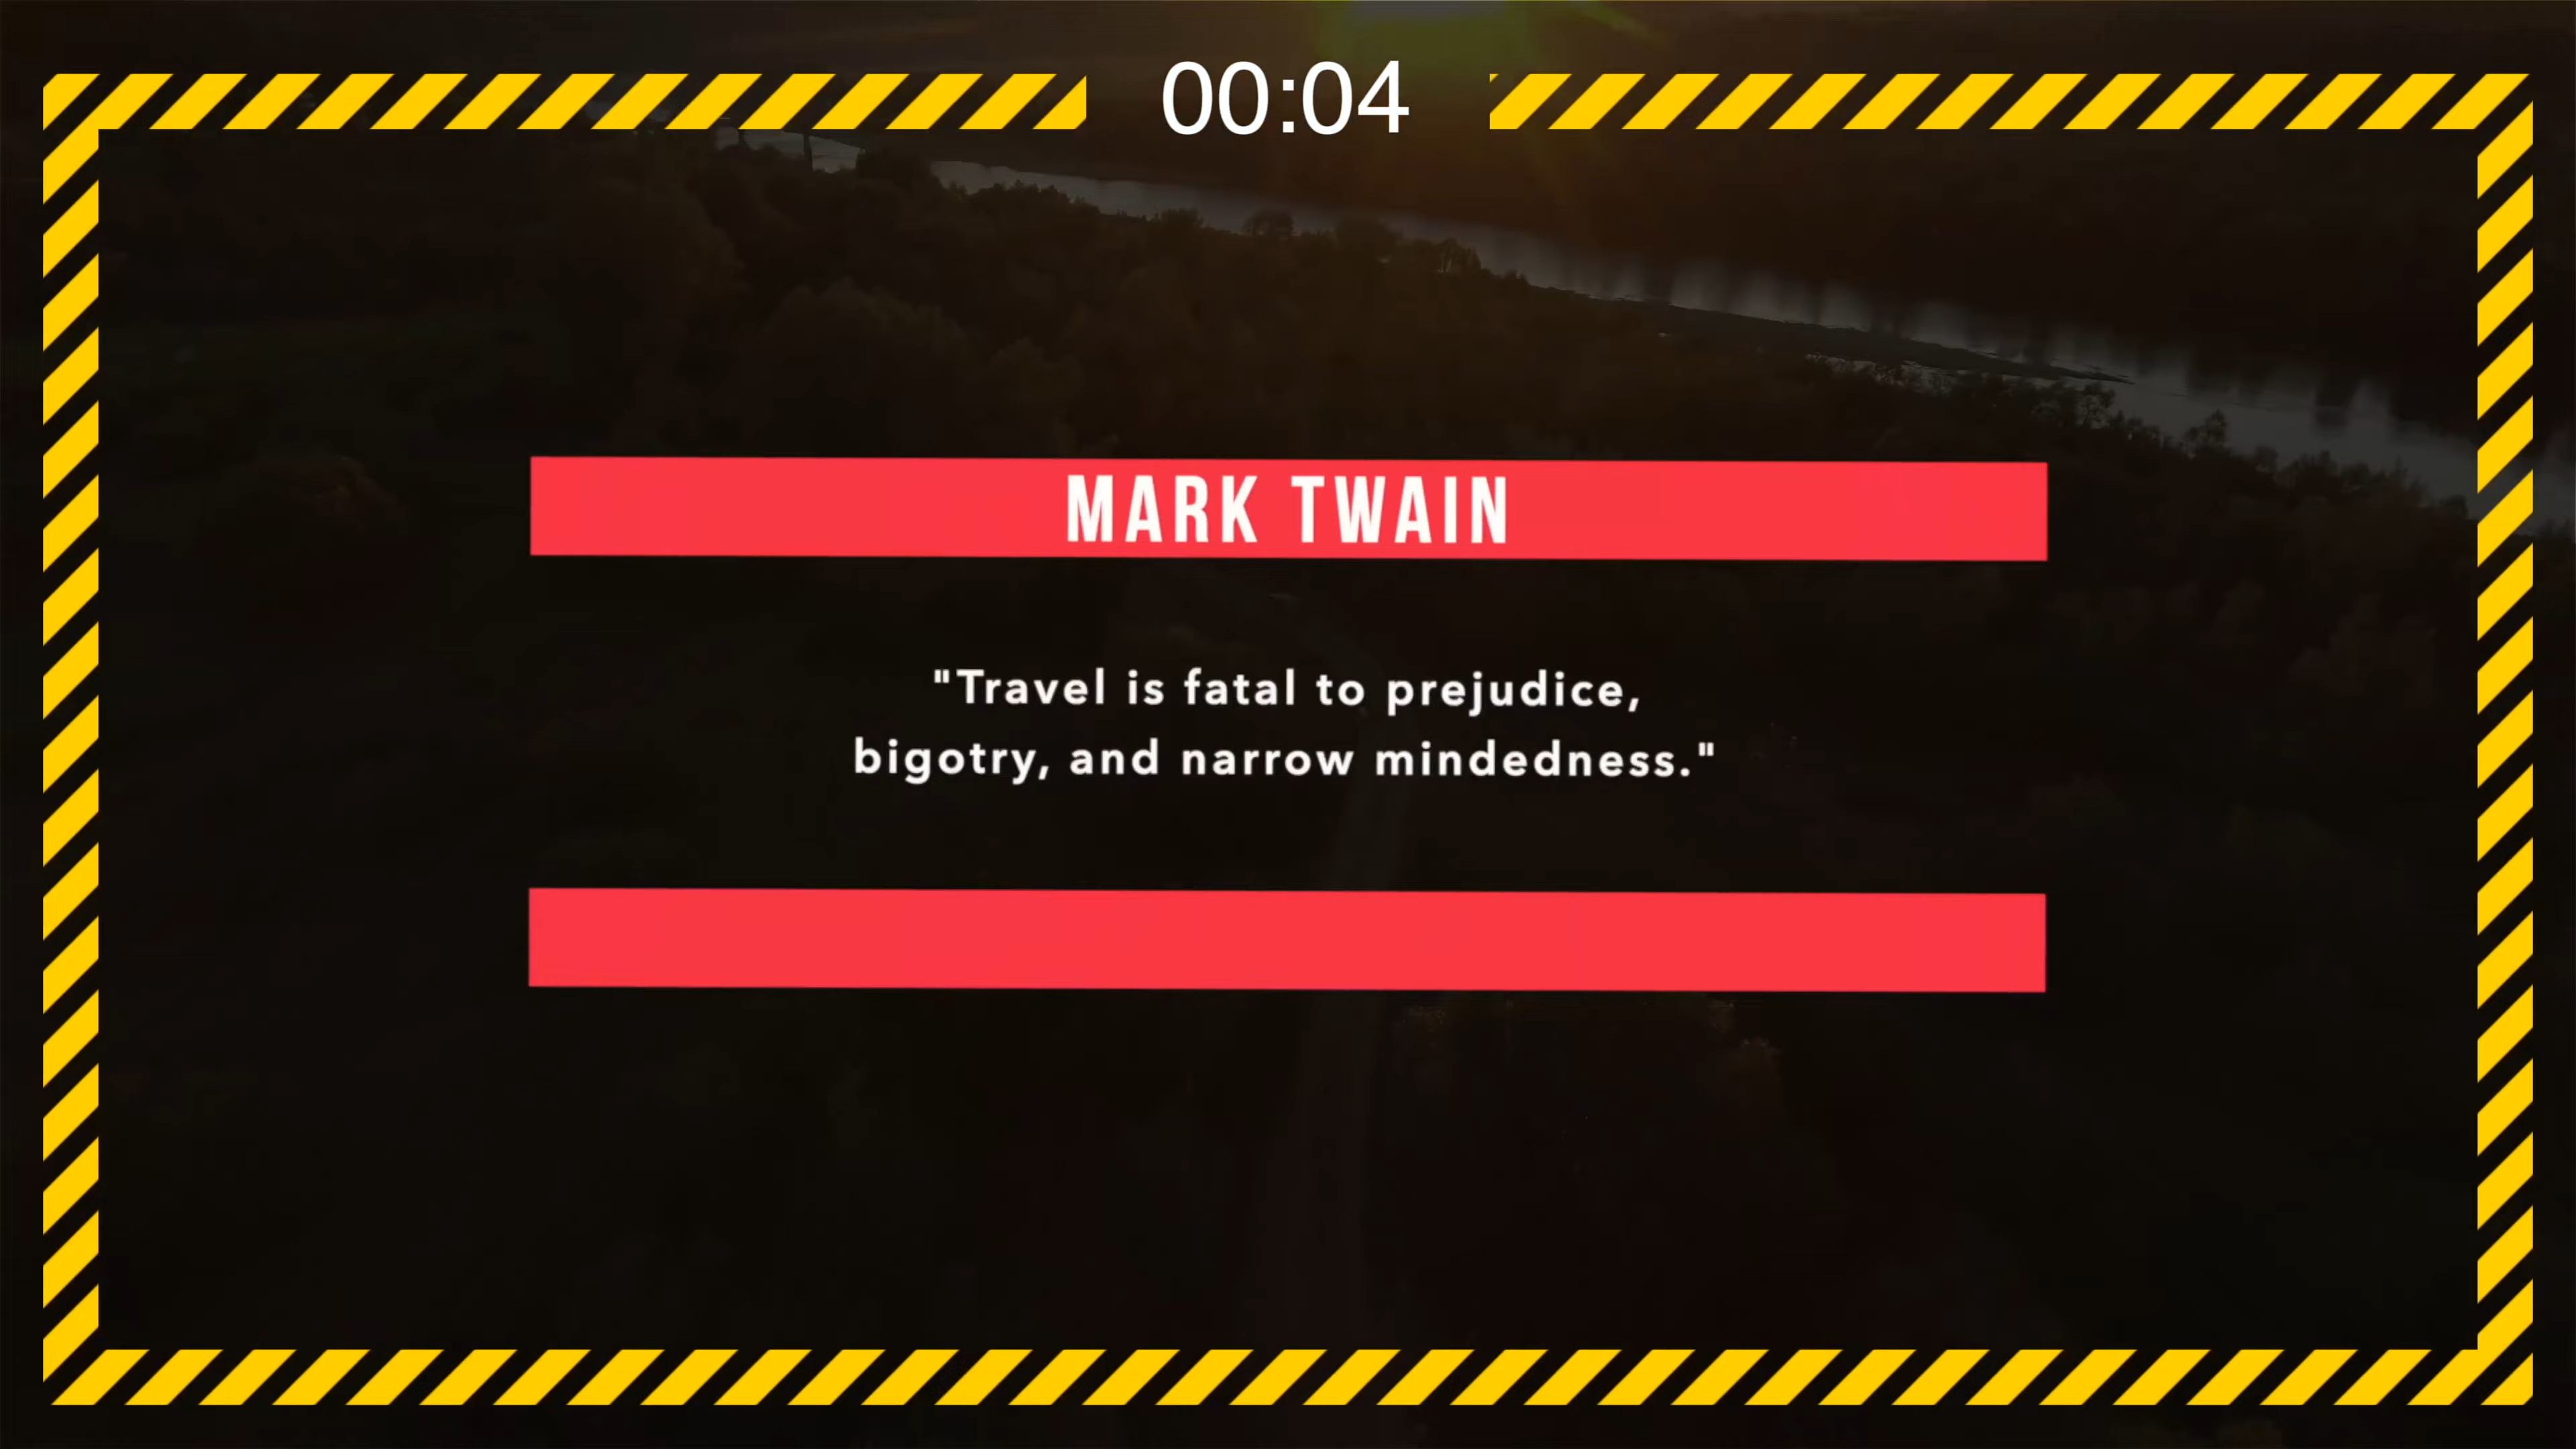 00:04
MARK TWAIN
"Travel is fatal to prejudice,
bigotry, and narrow mindedness."